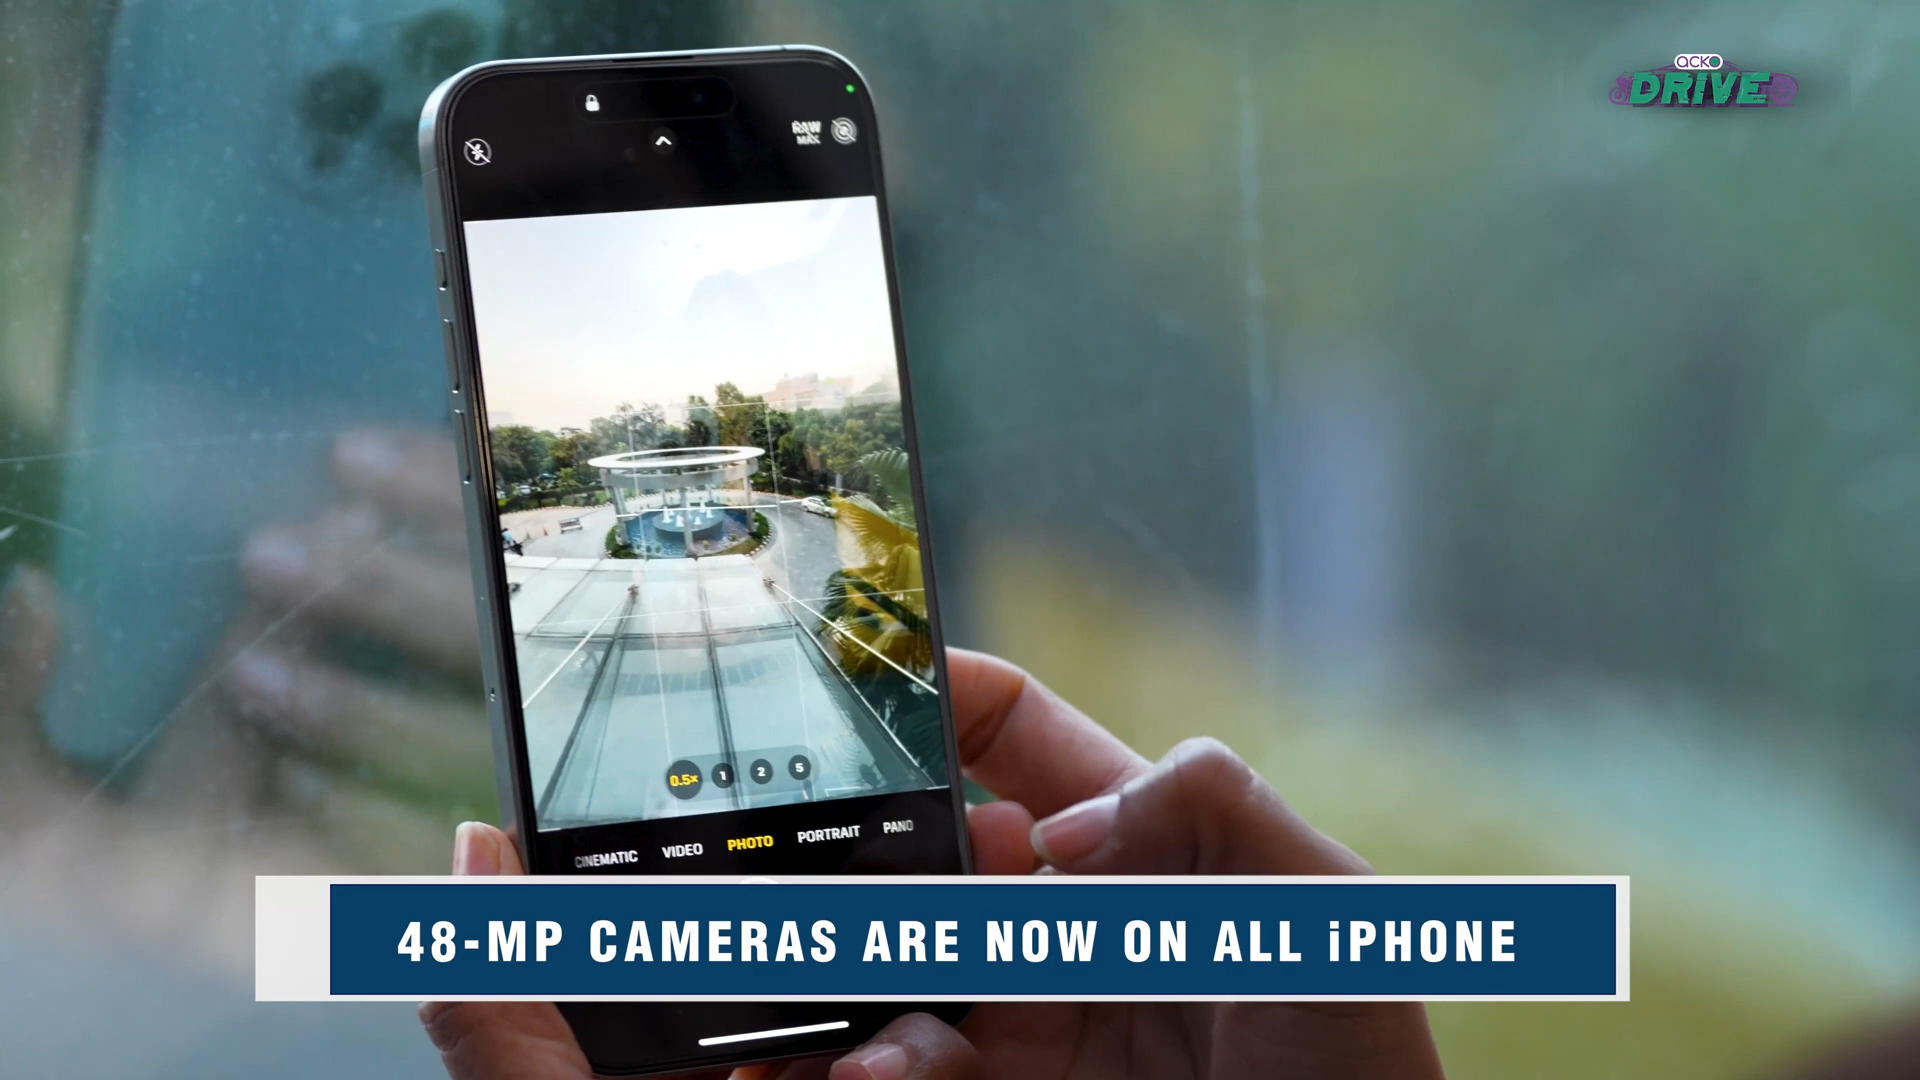 acko
DRIVE
RAW
MAX
0.5× 1 2 5
CINEMATIC VIDEO PHOTO PORTRAIT PANO
48-MP CAMERAS ARE NOW ON ALL iPHONE